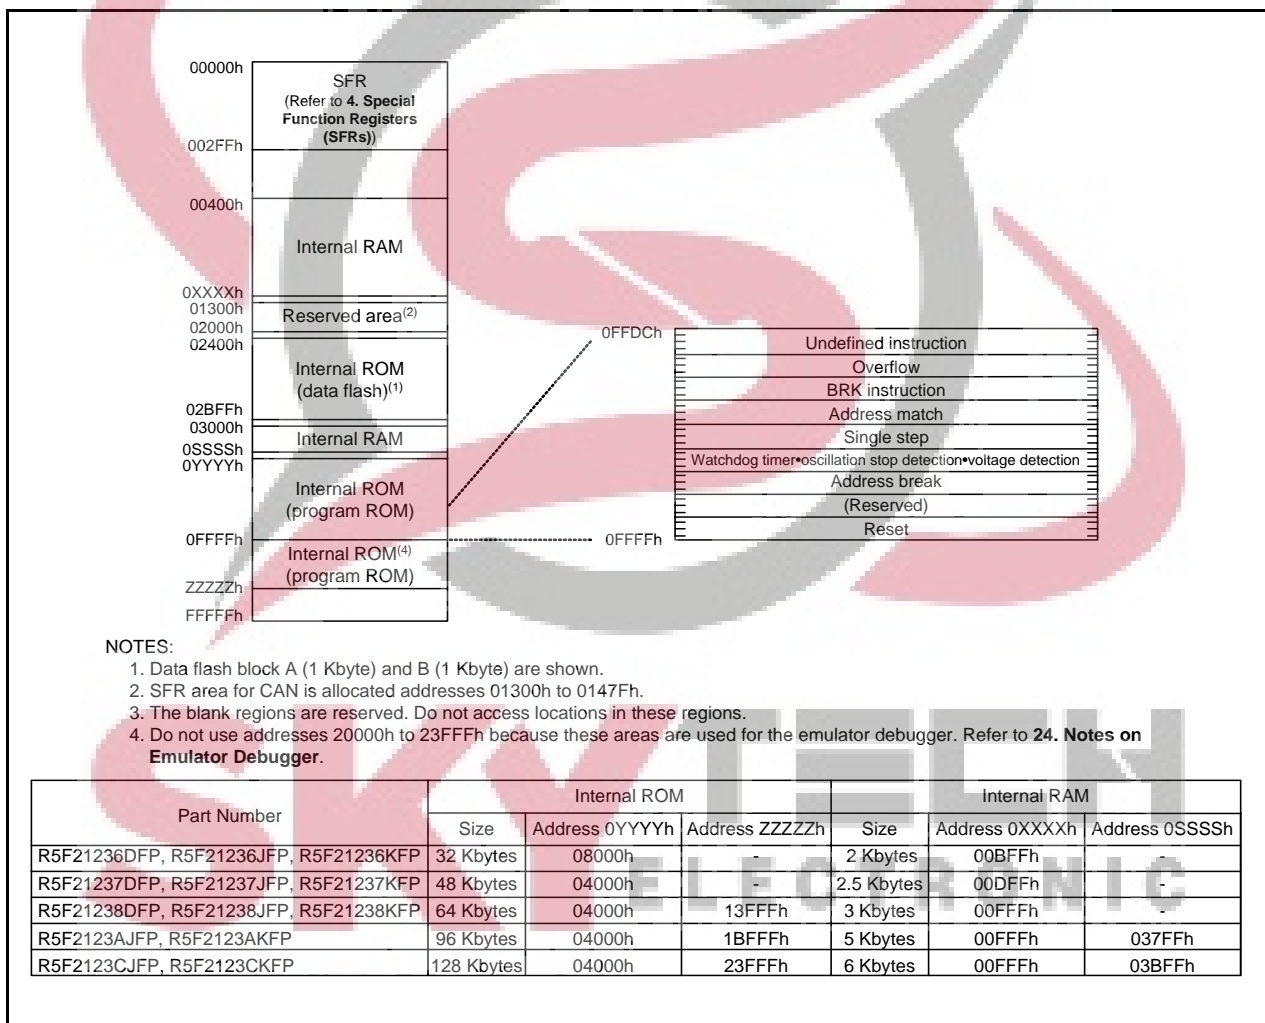 00000h
SFR
(Refer to 4. Special
Function Registers
(SFRs))
002FFh
00400h
Internal RAM
0XXXXh
01300h
Reserved area(2)
02000h
02400h
Internal ROM
(data flash)(1)
02BFFh
03000h
Internal RAM
0SSSSh
0YYYYh
Internal ROM
(program ROM)
0FFFFh
Internal ROM(4)
(program ROM)
ZZZZZh
FFFFFh
0FFDCh
Undefined instruction
Overflow
BRK instruction
Address match
Single step
Watchdog timer•oscillation stop detection•voltage detection
Address break
(Reserved)
Reset
0FFFFh
NOTES:
1. Data flash block A (1 Kbyte) and B (1 Kbyte) are shown.
2. SFR area for CAN is allocated addresses 01300h to 0147Fh.
3. The blank regions are reserved. Do not access locations in these regions.
4. Do not use addresses 20000h to 23FFFh because these areas are used for the emulator debugger. Refer to 24. Notes on
Emulator Debugger.
Part Number Internal ROM Internal RAM
Size Address 0YYYYh Address ZZZZZh Size Address 0XXXXh Address 0SSSSh
R5F21236DFP, R5F21236JFP, R5F21236KFP 32 Kbytes 08000h - 2 Kbytes 00BFFh -
R5F21237DFP, R5F21237JFP, R5F21237KFP 48 Kbytes 04000h - 2.5 Kbytes 00DFFh -
R5F21238DFP, R5F21238JFP, R5F21238KFP 64 Kbytes 04000h 13FFFh 3 Kbytes 00FFFh -
R5F2123AJFP, R5F2123AKFP 96 Kbytes 04000h 1BFFFh 5 Kbytes 00FFFh 037FFh
R5F2123CJFP, R5F2123CKFP 128 Kbytes 04000h 23FFFh 6 Kbytes 00FFFh 03BFFh
SKYTECH
ELECTRONIC